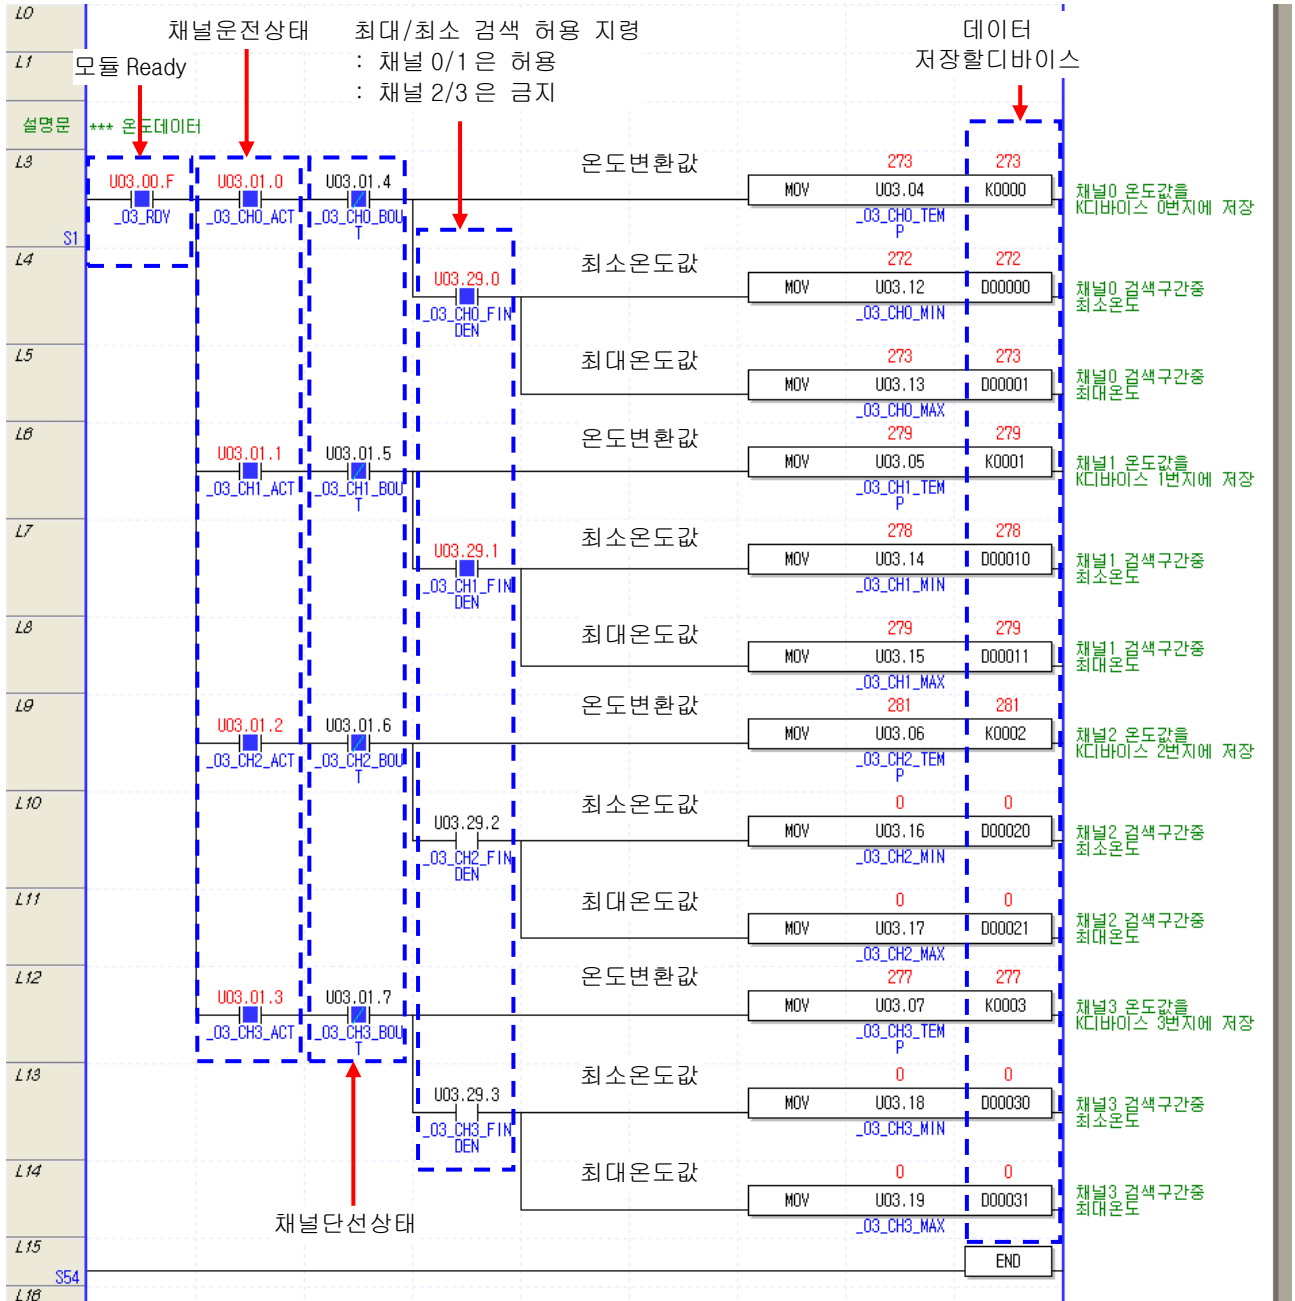 L0
채널운전상태
최대/최소 검색 허용 지령
데이터
L1
모듈 Ready
: 채널 0/1 은 허용
저장할디바이스
: 채널 2/3 은 금지
설명문
*** 온도데이터
L3
온도변환값
273
273
U03.00.F
U03.01.0
U03.01.4
MOV
U03.04
K0000
채널0 온도값을
K디바이스 0번지에 저장
_03_RDY
_03_CH0_ACT
_03_CH0_BOU
T
_03_CH0_TEM
P
S1
L4
최소온도값
272
272
U03.29.0
MOV
U03.12
D00000
채널0 검색구간중
최소온도
_03_CH0_FIN
DEN
_03_CH0_MIN
L5
최대온도값
273
273
MOV
U03.13
D00001
채널0 검색구간중
최대온도
_03_CH0_MAX
L6
온도변환값
279
279
U03.01.1
U03.01.5
MOV
U03.05
K0001
채널1 온도값을
K디바이스 1번지에 저장
_03_CH1_ACT
_03_CH1_BOU
T
_03_CH1_TEM
P
L7
최소온도값
278
278
U03.29.1
MOV
U03.14
D00010
채널1 검색구간중
최소온도
_03_CH1_FIN
DEN
_03_CH1_MIN
L8
최대온도값
279
279
MOV
U03.15
D00011
채널1 검색구간중
최대온도
_03_CH1_MAX
L9
온도변환값
281
281
U03.01.2
U03.01.6
MOV
U03.06
K0002
채널2 온도값을
K디바이스 2번지에 저장
_03_CH2_ACT
_03_CH2_BOU
T
_03_CH2_TEM
P
L10
최소온도값
0
0
U03.29.2
MOV
U03.16
D00020
채널2 검색구간중
최소온도
_03_CH2_FIN
DEN
_03_CH2_MIN
L11
최대온도값
0
0
MOV
U03.17
D00021
채널2 검색구간중
최대온도
_03_CH2_MAX
L12
온도변환값
277
277
U03.01.3
U03.01.7
MOV
U03.07
K0003
채널3 온도값을
K디바이스 3번지에 저장
_03_CH3_ACT
_03_CH3_BOU
T
_03_CH3_TEM
P
L13
최소온도값
0
0
U03.29.3
MOV
U03.18
D00030
채널3 검색구간중
최소온도
_03_CH3_FIN
DEN
_03_CH3_MIN
L14
최대온도값
0
0
MOV
U03.19
D00031
채널3 검색구간중
최대온도
_03_CH3_MAX
채널단선상태
L15
END
S54
L16